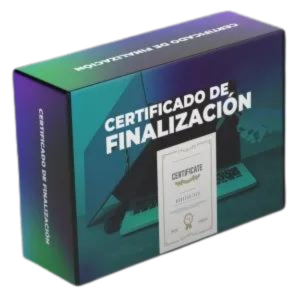 CERTIFICADO DE FINALIZACIÓN
CERTIFICADO DE FINALIZACIÓN
CERTIFICADO DE
FINALIZACIÓN
CERTIFICATE